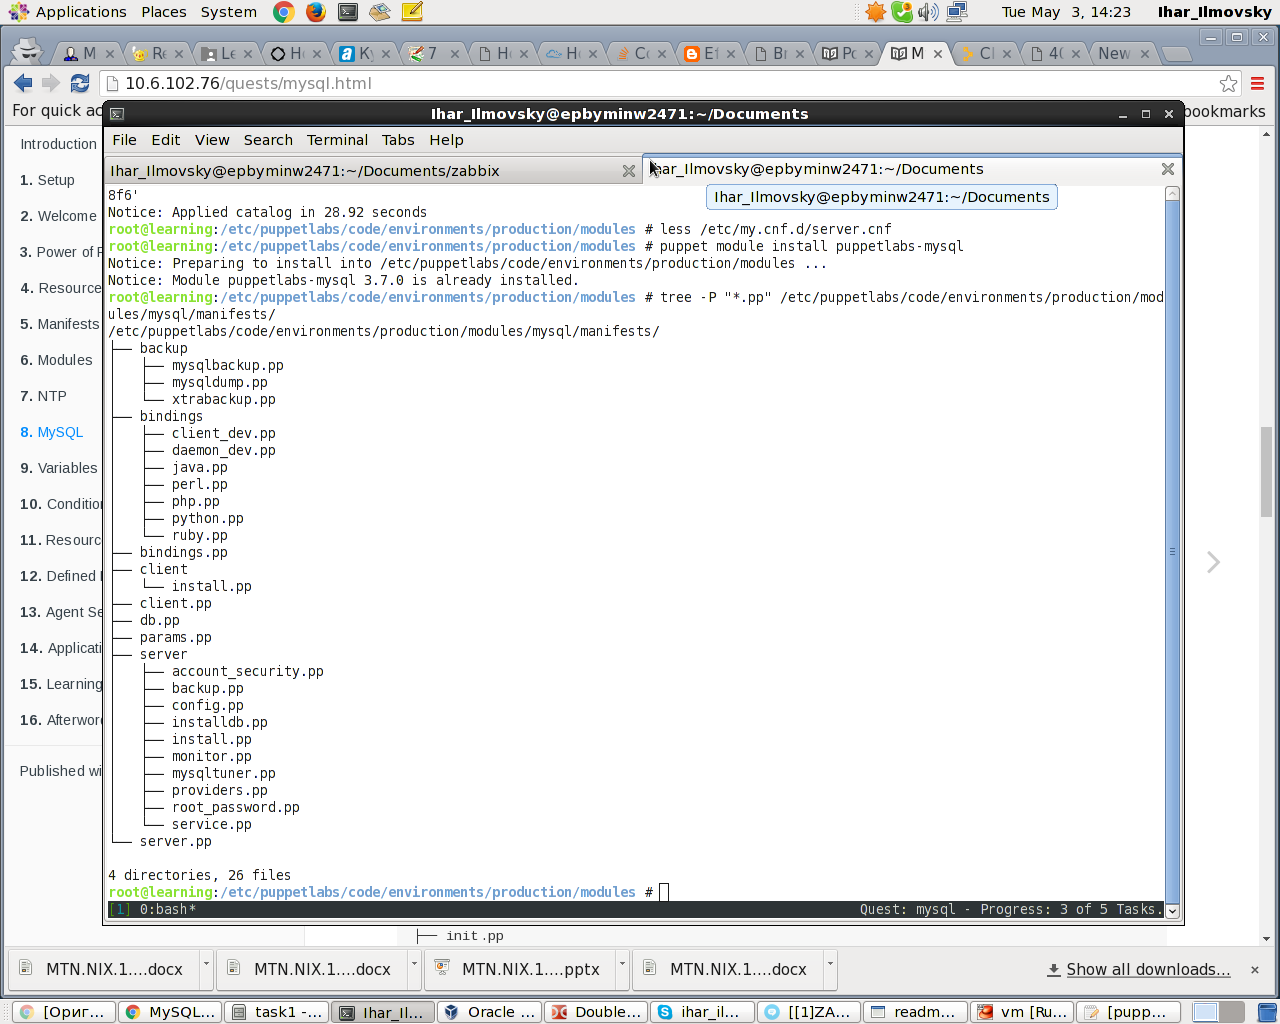 Applications Places System Tue May 3, 14:23 Ihar_Ilmovsky
M Re Le Ho Ky 7 He H Co Ef Br Po M Cl 40 New
10.6.102.76/quests/mysql.html
For quick ac bookmarks
Ihar_Ilmovsky@epbyminw2471:~/Documents
File Edit View Search Terminal Tabs Help
Ihar_Ilmovsky@epbyminw2471:~/Documents/zabbix
har_Ilmovsky@epbyminw2471:~/Documents
Ihar_Ilmovsky@epbyminw2471:~/Documents
Introduction
1. Setup
2. Welcome
3. Power of P
4. Resource
5. Manifests
6. Modules
7. NTP
8. MySQL
9. Variables
10. Conditio
11. Resourc
12. Defined
13. Agent Se
14. Applicati
15. Learning
16. Afterwor
Published wi
8f6'
Notice: Applied catalog in 28.92 seconds
root@learning:/etc/puppetlabs/code/environments/production/modules # less /etc/my.cnf.d/server.cnf
root@learning:/etc/puppetlabs/code/environments/production/modules # puppet module install puppetlabs-mysql
Notice: Preparing to install into /etc/puppetlabs/code/environments/production/modules ...
Notice: Module puppetlabs-mysql 3.7.0 is already installed.
root@learning:/etc/puppetlabs/code/environments/production/modules # tree -P "*.pp" /etc/puppetlabs/code/environments/production/mod
ules/mysql/manifests/
/etc/puppetlabs/code/environments/production/modules/mysql/manifests/
├── backup
│   ├── mysqlbackup.pp
│   ├── mysqldump.pp
│   └── xtrabackup.pp
├── bindings
│   ├── client_dev.pp
│   ├── daemon_dev.pp
│   ├── java.pp
│   ├── perl.pp
│   ├── php.pp
│   ├── python.pp
│   └── ruby.pp
├── bindings.pp
├── client
│   └── install.pp
├── client.pp
├── db.pp
├── params.pp
├── server
│   ├── account_security.pp
│   ├── backup.pp
│   ├── config.pp
│   ├── installdb.pp
│   ├── install.pp
│   ├── monitor.pp
│   ├── mysqltuner.pp
│   ├── providers.pp
│   ├── root_password.pp
│   └── service.pp
└── server.pp
4 directories, 26 files
root@learning:/etc/puppetlabs/code/environments/production/modules #
[1] 0:bash* Quest: mysql - Progress: 3 of 5 Tasks.
├── init.pp
MTN.NIX.1....docx MTN.NIX.1....docx MTN.NIX.1....pptx MTN.NIX.1....docx Show all downloads...
[Ориг... MySQL... task1 -... Ihar_Il... Oracle ... Double... ihar_il... [[1]ZA... readm... vm [Ru... [pupp...